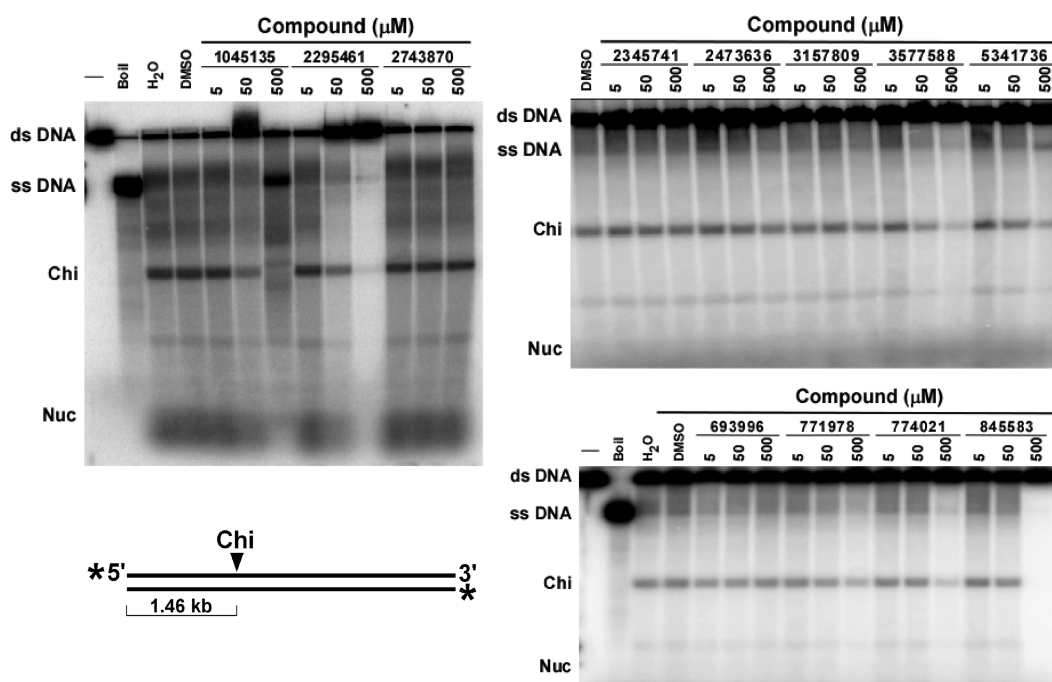 Compound (μM)
1045135 2295461 2743870
— Boil H2O DMSO 5 50 500 5 50 500 5 50 500
ds DNA
ss DNA
Chi
Nuc
Compound (μM)
2345741 2473636 3157809 3577588 5341736
DMSO 5 50 500 5 50 500 5 50 500 5 50 500 5 50 500
ds DNA
ss DNA
Chi
Nuc
Compound (μM)
693996 771978 774021 845583
— Boil H2O DMSO 5 50 500 5 50 500 5 50 500 5 50 500
ds DNA
ss DNA
Chi
Nuc
Chi
*5' 3'
*
1.46 kb